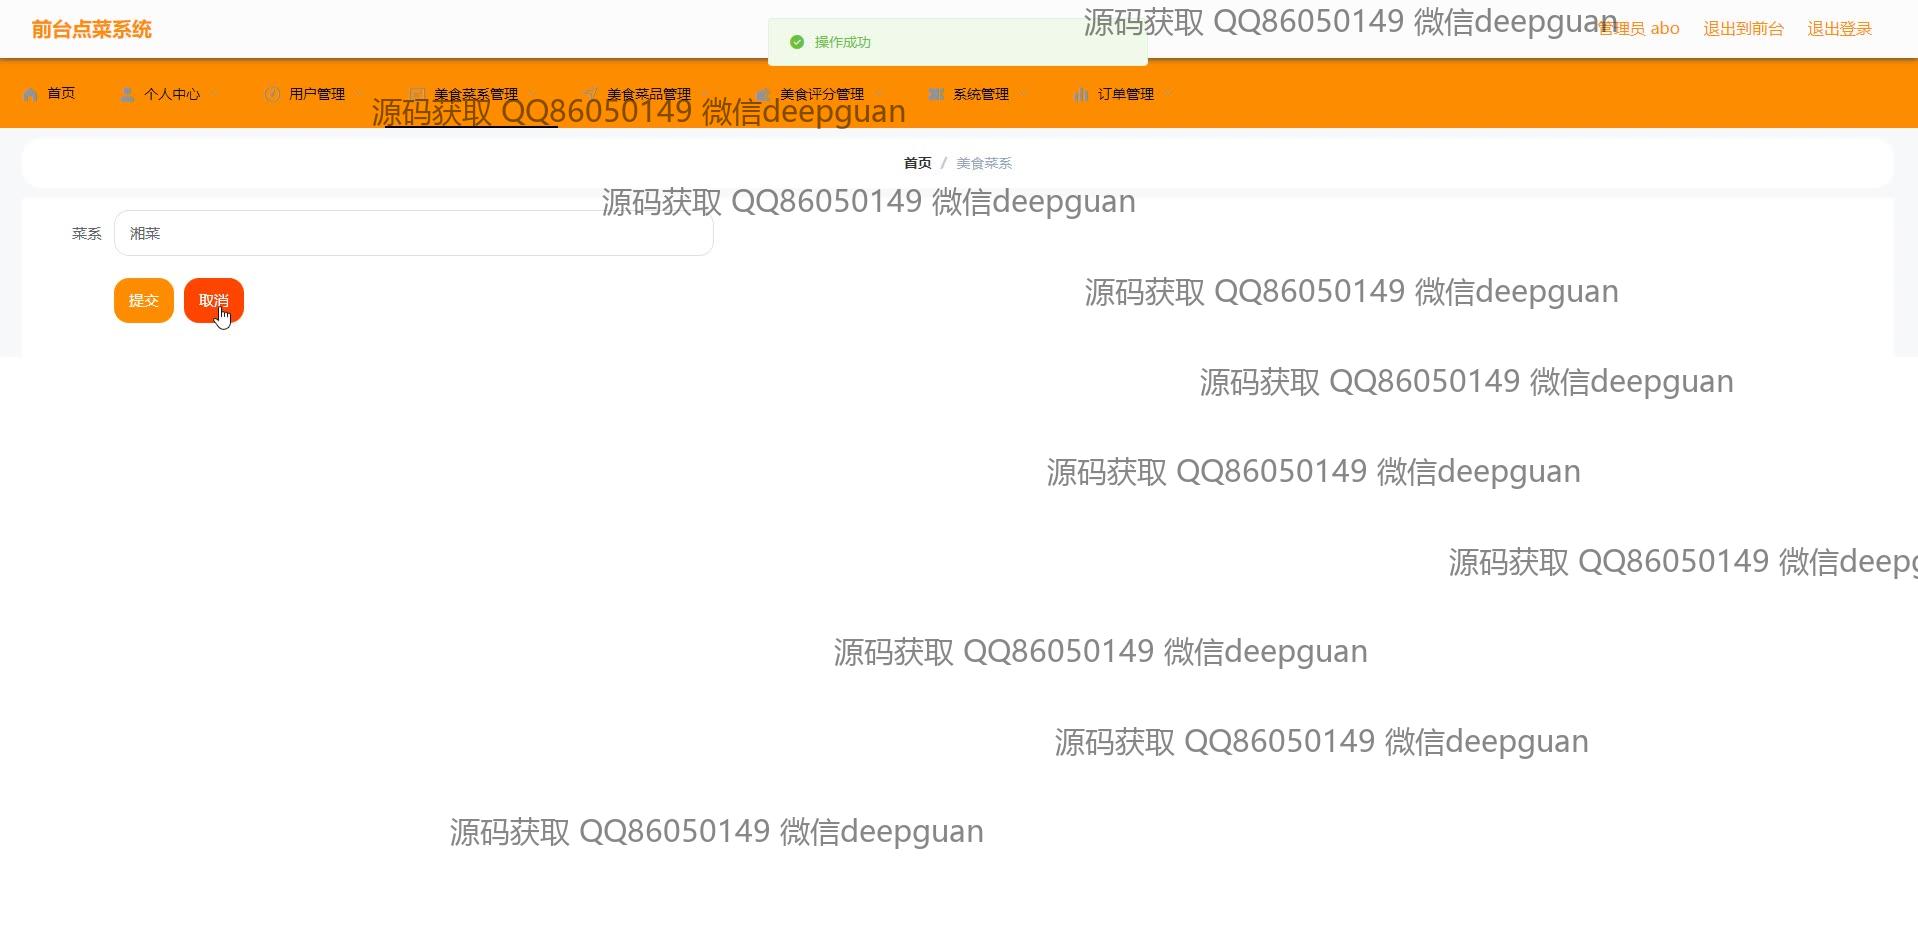 前台点菜系统
操作成功
源码获取 QQ86050149 微信deepguan
管理员 abo
退出到前台
退出登录
首页
个人中心
用户管理
美食菜系管理
美食菜品管理
美食评分管理
系统管理
订单管理
源码获取 QQ86050149 微信deepguan
首页 / 美食菜系
源码获取 QQ86050149 微信deepguan
菜系
湘菜
提交
取消
源码获取 QQ86050149 微信deepguan
源码获取 QQ86050149 微信deepguan
源码获取 QQ86050149 微信deepguan
源码获取 QQ86050149 微信deepg
源码获取 QQ86050149 微信deepguan
源码获取 QQ86050149 微信deepguan
源码获取 QQ86050149 微信deepguan